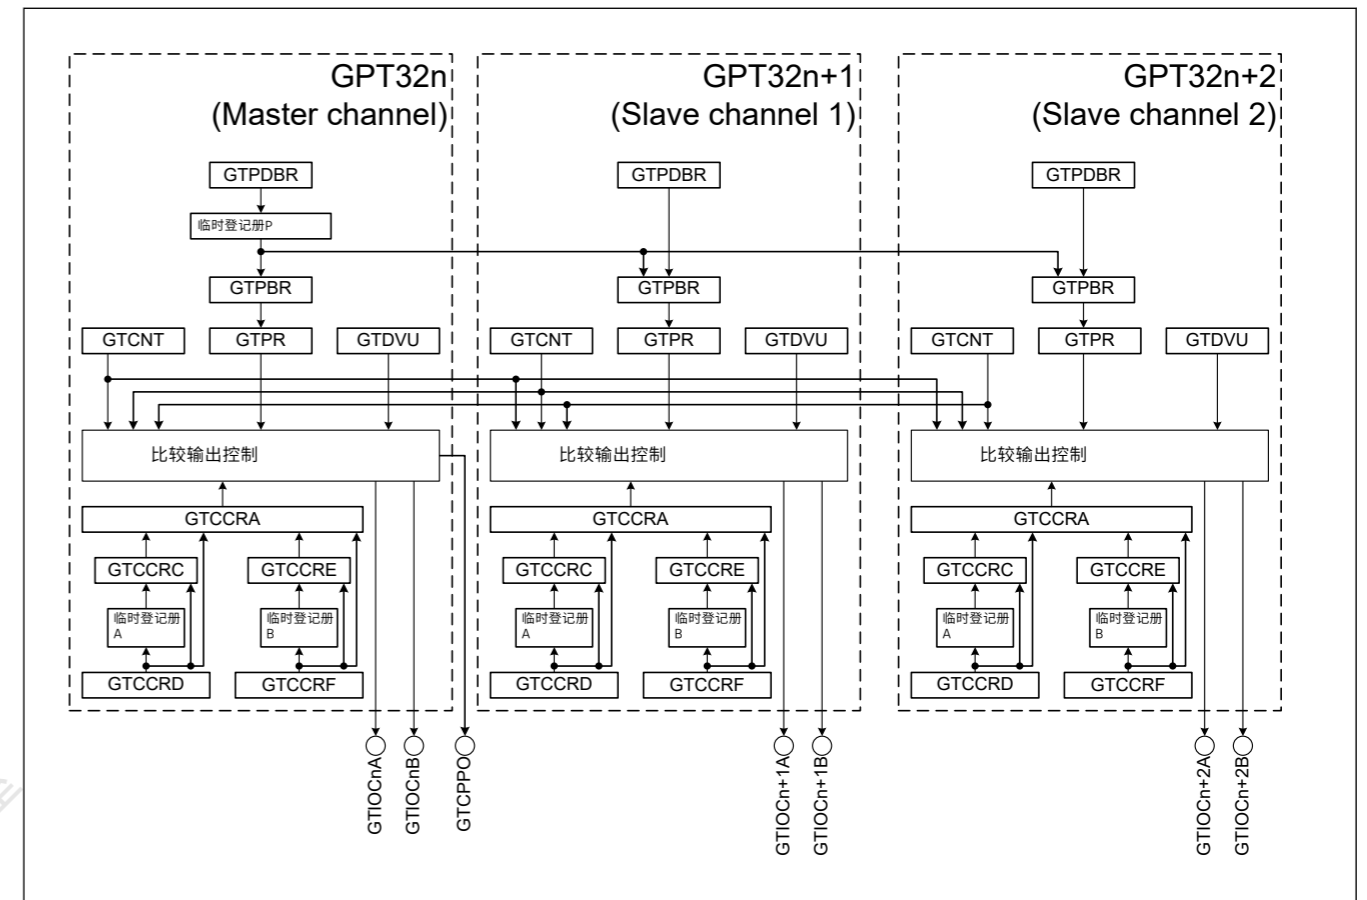 GPT32n
(Master channel)
GTPDBR
临时登记册P
GTPBR
GTCNT
GTPR
GTDVU
比较输出控制
GTCCRA
GTCCRC
GTCCRE
临时登记册
A
临时登记册
B
GTCCRD
GTCCRF
GTIOCnA
GTIOCnB
GTCPPO
GPT32n+1
(Slave channel 1)
GTPDBR
GTPBR
GTCNT
GTPR
GTDVU
比较输出控制
GTCCRA
GTCCRC
GTCCRE
临时登记册
A
临时登记册
B
GTCCRD
GTCCRF
GTIOCn+1A
GTIOCn+1B
GPT32n+2
(Slave channel 2)
GTPDBR
GTPBR
GTCNT
GTPR
GTDVU
比较输出控制
GTCCRA
GTCCRC
GTCCRE
临时登记册
A
临时登记册
B
GTCCRD
GTCCRF
GTIOCn+2A
GTIOCn+2B